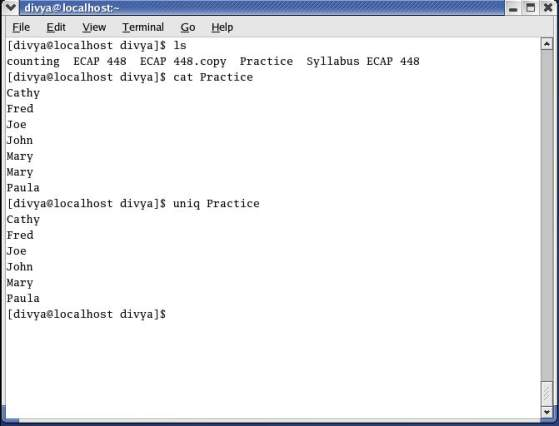 divya@localhost:~
File Edit View Terminal Go Help
[divya@localhost divya]$ ls
counting  ECAP 448  ECAP 448.copy  Practice  Syllabus ECAP 448
[divya@localhost divya]$ cat Practice
Cathy
Fred
Joe
John
Mary
Mary
Paula
[divya@localhost divya]$ uniq Practice
Cathy
Fred
Joe
John
Mary
Paula
[divya@localhost divya]$